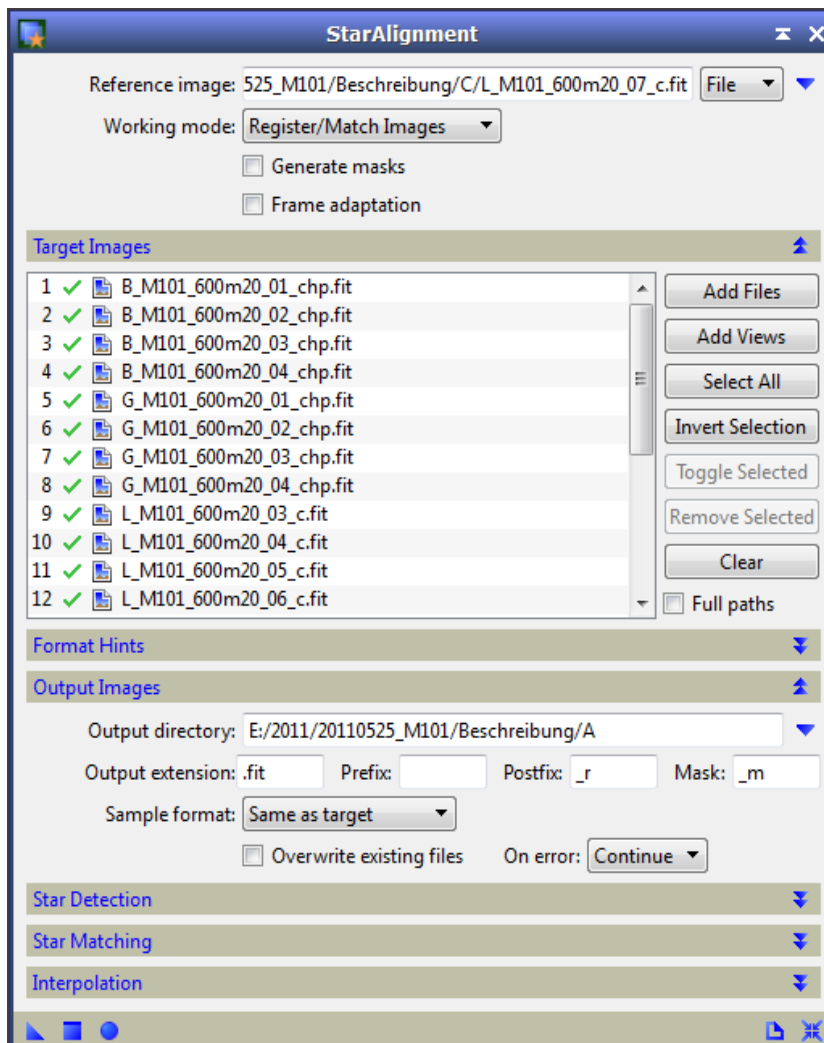 StarAlignment
Reference image: 525_M101/Beschreibung/C/L_M101_600m20_07_c.fit File
Working mode: Register/Match Images
Generate masks
Frame adaptation
Target Images
1 B_M101_600m20_01_chp.fit
2 B_M101_600m20_02_chp.fit
3 B_M101_600m20_03_chp.fit
4 B_M101_600m20_04_chp.fit
5 G_M101_600m20_01_chp.fit
6 G_M101_600m20_02_chp.fit
7 G_M101_600m20_03_chp.fit
8 G_M101_600m20_04_chp.fit
9 L_M101_600m20_03_c.fit
10 L_M101_600m20_04_c.fit
11 L_M101_600m20_05_c.fit
12 L_M101_600m20_06_c.fit
Add Files
Add Views
Select All
Invert Selection
Toggle Selected
Remove Selected
Clear
Full paths
Format Hints
Output Images
Output directory: E:/2011/20110525_M101/Beschreibung/A
Output extension: .fit Prefix: Postfix: _r Mask: _m
Sample format: Same as target
Overwrite existing files On error: Continue
Star Detection
Star Matching
Interpolation